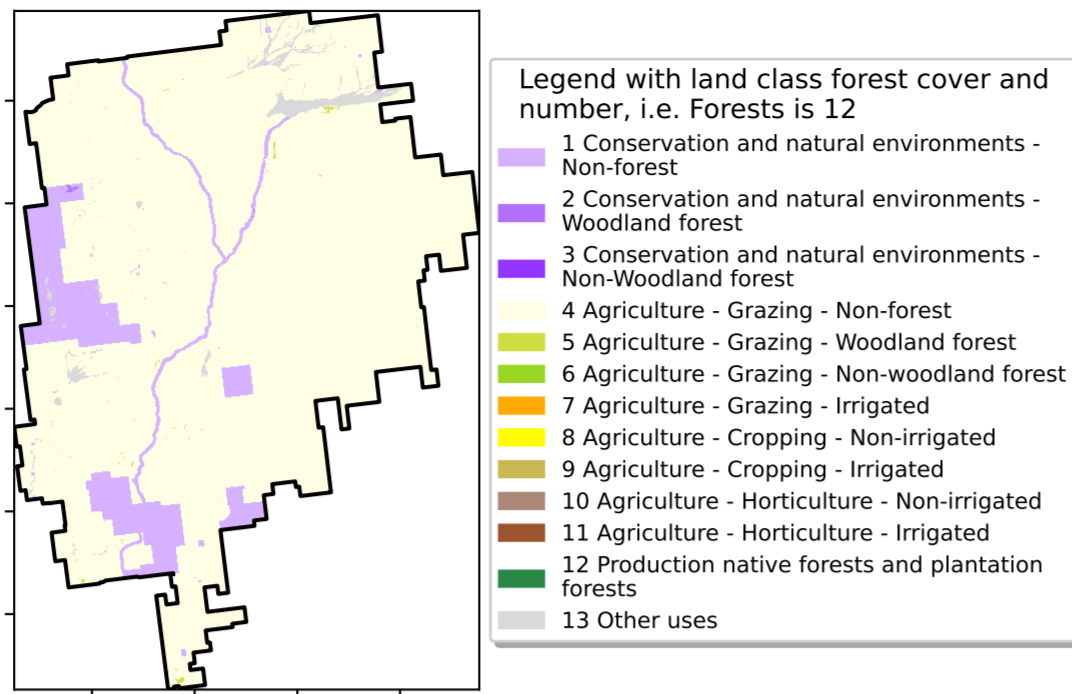 Legend with land class forest cover and
number, i.e. Forests is 12
1 Conservation and natural environments -
Non-forest
2 Conservation and natural environments -
Woodland forest
3 Conservation and natural environments -
Non-Woodland forest
4 Agriculture - Grazing - Non-forest
5 Agriculture - Grazing - Woodland forest
6 Agriculture - Grazing - Non-woodland forest
7 Agriculture - Grazing - Irrigated
8 Agriculture - Cropping - Non-irrigated
9 Agriculture - Cropping - Irrigated
10 Agriculture - Horticulture - Non-irrigated
11 Agriculture - Horticulture - Irrigated
12 Production native forests and plantation
forests
13 Other uses